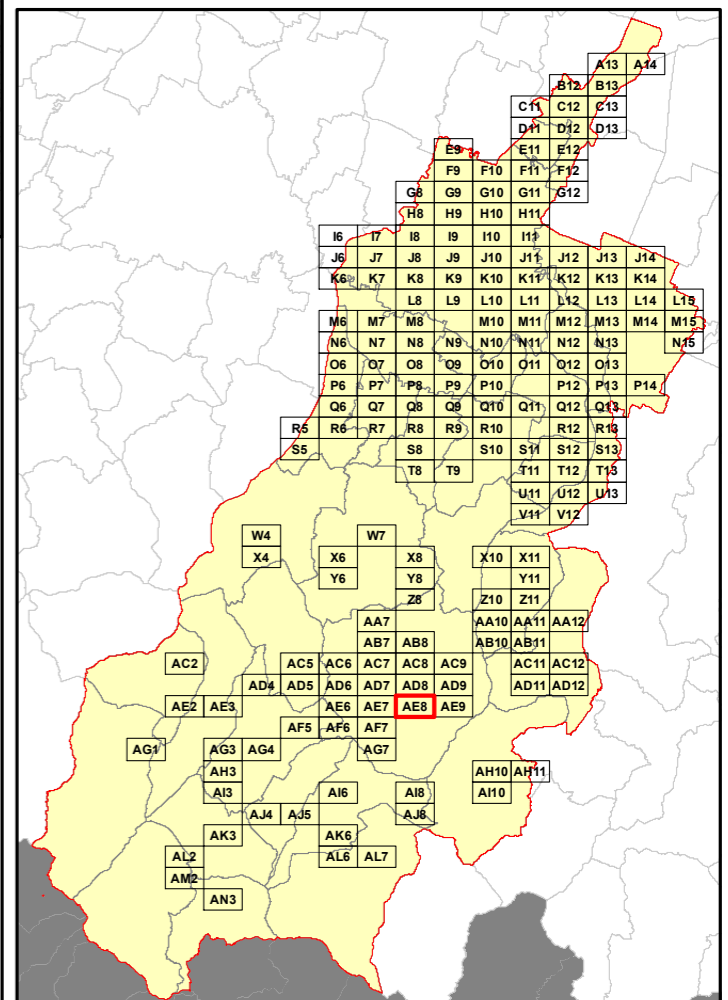 A13 A14
B12 B13
C11 C12 C13
D11 D12 D13
E9 E11 E12
F9 F10 F11 F12
G8 G9 G10 G11 G12
H8 H9 H10 H11
I6 I7 I8 I9 I10 I11
J6 J7 J8 J9 J10 J11 J12 J13 J14
K6 K7 K8 K9 K10 K11 K12 K13 K14
L8 L9 L10 L11 L12 L13 L14 L15
M6 M7 M8 M10 M11 M12 M13 M14 M15
N6 N7 N8 N9 N10 N11 N12 N13 N15
O6 O7 O8 O9 O10 O11 O12 O13
P6 P7 P8 P9 P10 P12 P13 P14
Q6 Q7 Q8 Q9 Q10 Q11 Q12 Q13
R5 R6 R7 R8 R9 R10 R12 R13
S5 S8 S10 S11 S12 S13
T8 T9 T11 T12 T13
U11 U12 U13
V11 V12
W4 W7
X4 X6 X8 X10 X11
Y6 Y8 Y11
Z8 Z10 Z11
AA7 AA10 AA11 AA12
AB7 AB8 AB10 AB11
AC2 AC5 AC6 AC7 AC8 AC9 AC11 AC12
AD4 AD5 AD6 AD7 AD8 AD9 AD11 AD12
AE2 AE3 AE6 AE7 AE8 AE9
AF5 AF6 AF7
AG1 AG3 AG4 AG7
AH3 AH10 AH11
AI3 AI6 AI8 AI10
AJ4 AJ5 AJ8
AK3 AK6
AL2 AL6 AL7
AM2
AN3